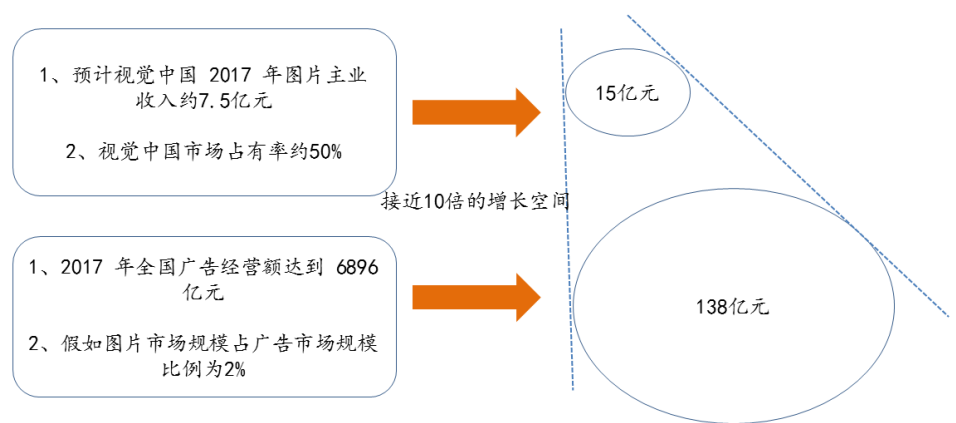 1、预计视觉中国 2017 年图片主业
收入约7.5亿元
2、视觉中国市场占有率约50%
15亿元
接近10倍的增长空间
1、2017 年全国广告经营额达到 6896
亿元
2、假如图片市场规模占广告市场规模
比例为2%
138亿元